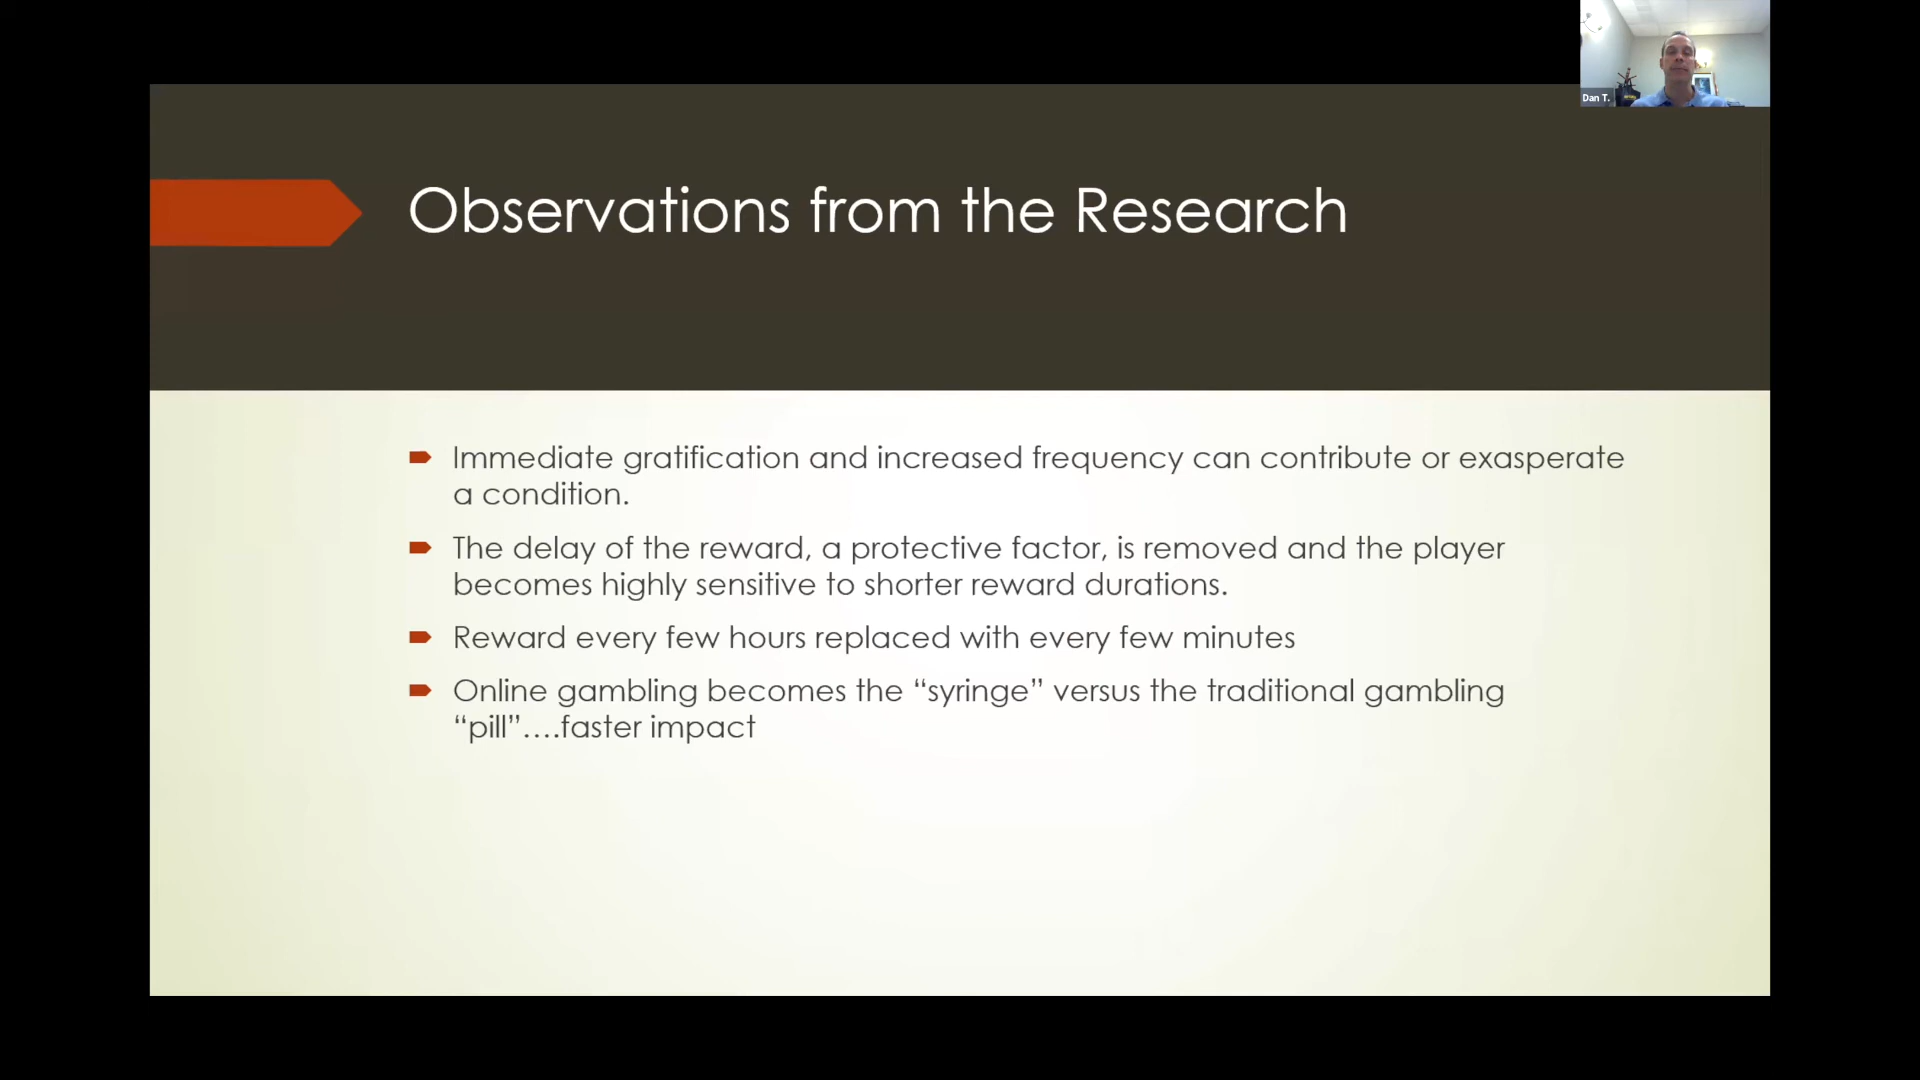 Dan T.
Observations from the Research
Immediate gratification and increased frequency can contribute or exasperate
a condition.
The delay of the reward, a protective factor, is removed and the player
becomes highly sensitive to shorter reward durations.
Reward every few hours replaced with every few minutes
Online gambling becomes the “syringe” versus the traditional gambling
“pill”....faster impact